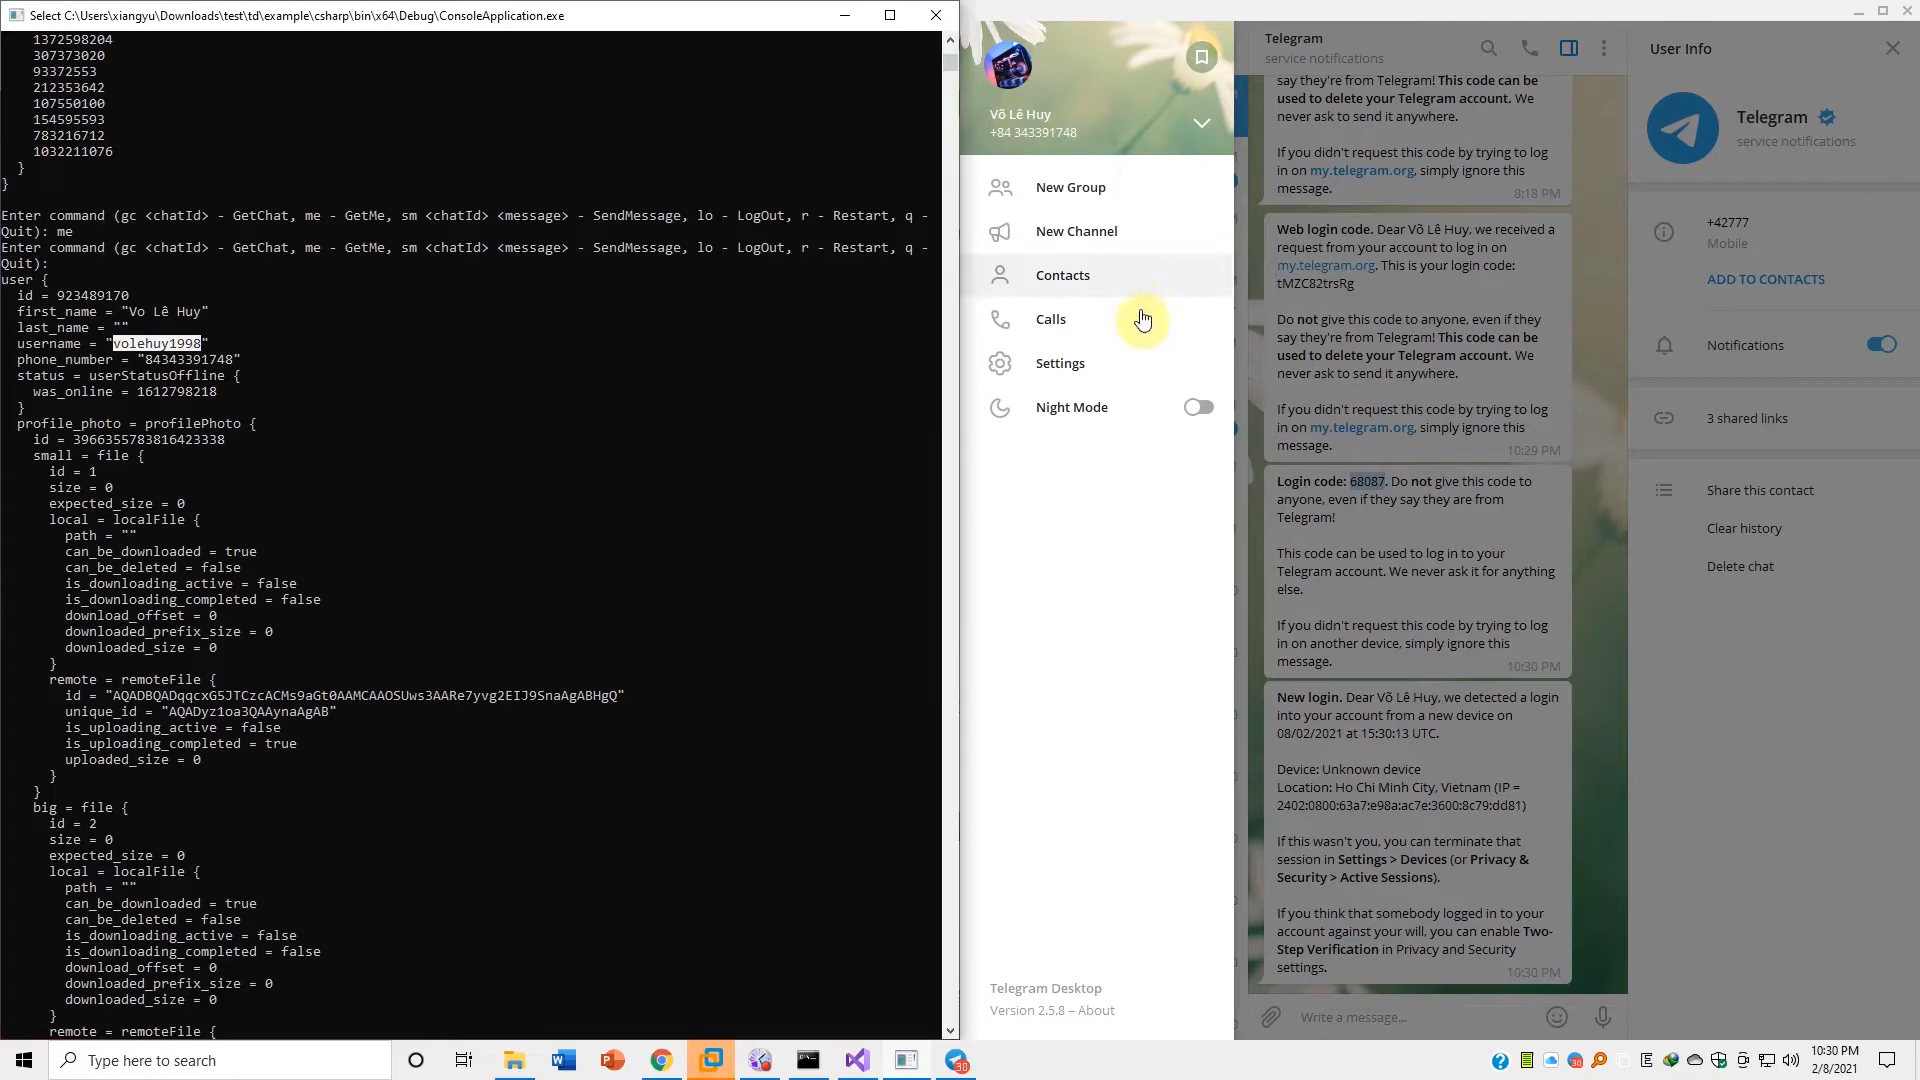 Select C:\Users\xiangyu\Downloads\test\td\example\csharp\bin\x64\Debug\ConsoleApplication.exe
1372598204
307373020
93372553
212353642
107550100
154595593
783216712
1032211076
}
}
Enter command (gc <chatId> - GetChat, me - GetMe, sm <chatId> <message> - SendMessage, lo - LogOut, r - Restart, q -
Quit): me
Enter command (gc <chatId> - GetChat, me - GetMe, sm <chatId> <message> - SendMessage, lo - LogOut, r - Restart, q -
Quit):
user {
id = 923489170
first_name = "Vo Lê Huy"
last_name = ""
username = "volehuy1998"
phone_number = "84343391748"
status = userStatusOffline {
was_online = 1612798218
}
profile_photo = profilePhoto {
id = 3966355783816423338
small = file {
id = 1
size = 0
expected_size = 0
local = localFile {
path = ""
can_be_downloaded = true
can_be_deleted = false
is_downloading_active = false
is_downloading_completed = false
download_offset = 0
downloaded_prefix_size = 0
downloaded_size = 0
}
remote = remoteFile {
id = "AQADBQADqqcxG5JTCzcACMs9aGt0AAMCAAOSUws3AARe7yvg2EIJ9SnaAgABHgQ"
unique_id = "AQADyz1oa3QAAynaAgAB"
is_uploading_active = false
is_uploading_completed = true
uploaded_size = 0
}
}
big = file {
id = 2
size = 0
expected_size = 0
local = localFile {
path = ""
can_be_downloaded = true
can_be_deleted = false
is_downloading_active = false
is_downloading_completed = false
download_offset = 0
downloaded_prefix_size = 0
downloaded_size = 0
}
remote = remoteFile {
Võ Lê Huy
+84 343391748
New Group
New Channel
Contacts
Calls
Settings
Night Mode
Telegram Desktop
Version 2.5.8 – About
Telegram
service notifications
say they're from Telegram! This code can be
used to delete your Telegram account. We
never ask to send it anywhere.
If you didn't request this code by trying to log
in on my.telegram.org, simply ignore this
message.
8:18 PM
Web login code. Dear Võ Lê Huy, we received a
request from your account to log in on
my.telegram.org. This is your login code:
tMZC82trsRg
Do not give this code to anyone, even if they
say they're from Telegram! This code can be
used to delete your Telegram account. We
never ask to send it anywhere.
If you didn't request this code by trying to log
in on my.telegram.org, simply ignore this
message.
10:29 PM
Login code: 68087. Do not give this code to
anyone, even if they say they are from
Telegram!
This code can be used to log in to your
Telegram account. We never ask it for anything
else.
If you didn't request this code by trying to log
in on another device, simply ignore this
message.
10:30 PM
New login. Dear Võ Lê Huy, we detected a login
into your account from a new device on
08/02/2021 at 15:30:13 UTC.
Device: Unknown device
Location: Ho Chi Minh City, Vietnam (IP =
2402:0800:63a7:e98a:ac7e:3600:8c79:dd81)
If this wasn't you, you can terminate that
session in Settings > Devices (or Privacy &
Security > Active Sessions).
If you think that somebody logged in to your
account against your will, you can enable Two-
Step Verification in Privacy and Security
settings.
10:30 PM
Write a message...
User Info
Telegram
service notifications
+42777
Mobile
ADD TO CONTACTS
Notifications
3 shared links
Share this contact
Clear history
Delete chat
Type here to search
10:30 PM
2/8/2021